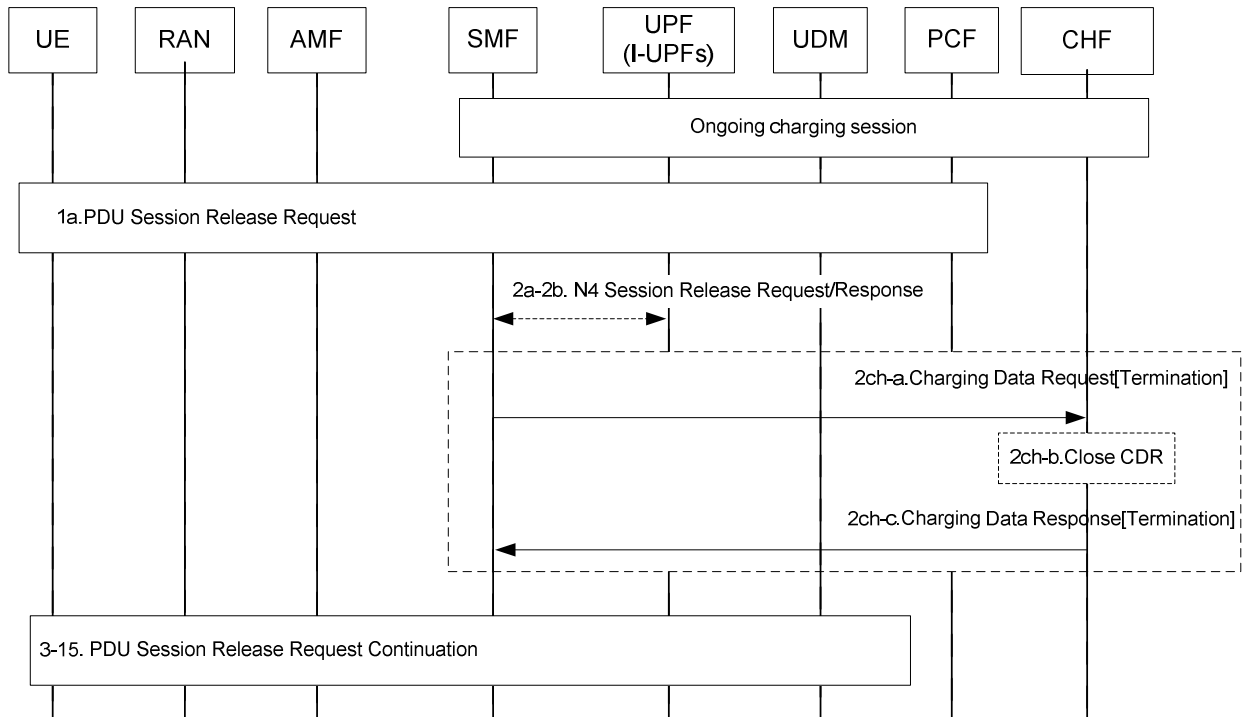 UE
RAN
AMF
SMF
UPF
(I-UPFs)
UDM
PCF
CHF
Ongoing charging session
1a.PDU Session Release Request
2a-2b. N4 Session Release Request/Response
2ch-a.Charging Data Request[Termination]
2ch-b.Close CDR
2ch-c.Charging Data Response[Termination]
3-15. PDU Session Release Request Continuation